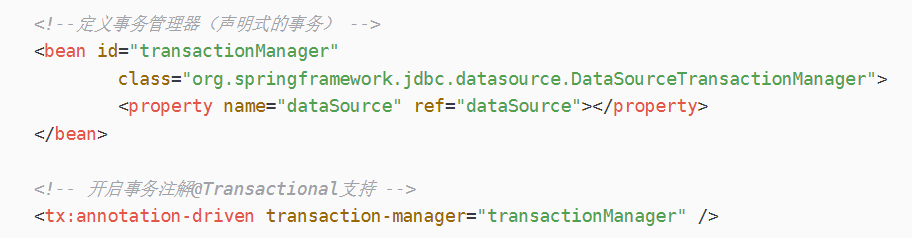 <!--定义事务管理器（声明式的事务） -->
<bean id="transactionManager"
class="org.springframework.jdbc.datasource.DataSourceTransactionManager">
<property name="dataSource" ref="dataSource"></property>
</bean>
<!-- 开启事务注解@Transactional支持 -->
<tx:annotation-driven transaction-manager="transactionManager" />